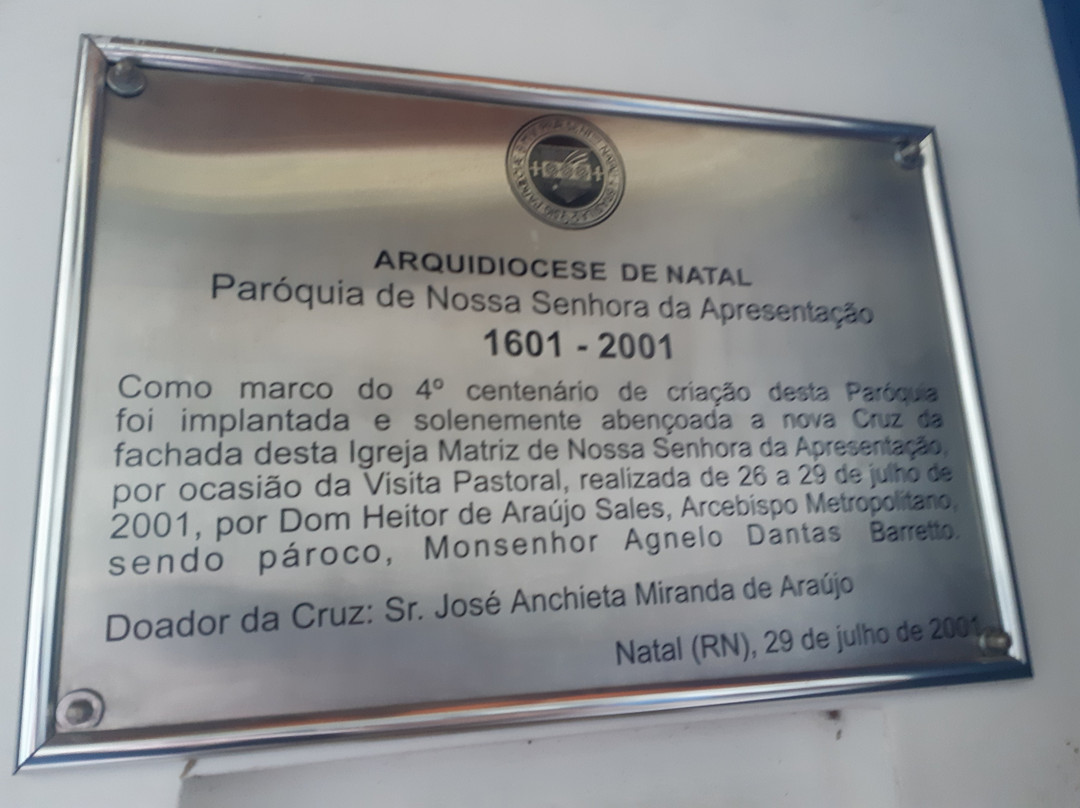 ARQUIDIOCESE DE NATAL
Paróquia de Nossa Senhora da Apresentação
1601 - 2001
Como marco do 4º centenário de criação desta Paróquia
foi implantada e solenemente abençoada a nova Cruz da
fachada desta Igreja Matriz de Nossa Senhora da Apresentação,
por ocasião da Visita Pastoral, realizada de 26 a 29 de julho de
2001, por Dom Heitor de Araújo Sales, Arcebispo Metropolitano,
sendo pároco, Monsenhor Agnelo Dantas Barretto.
Doador da Cruz: Sr. José Anchieta Miranda de Araújo
Natal (RN), 29 de julho de 2001